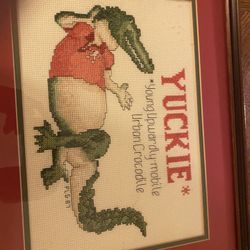 YUCKIE*
*Young Upwardly mobile
Urban Crocodile